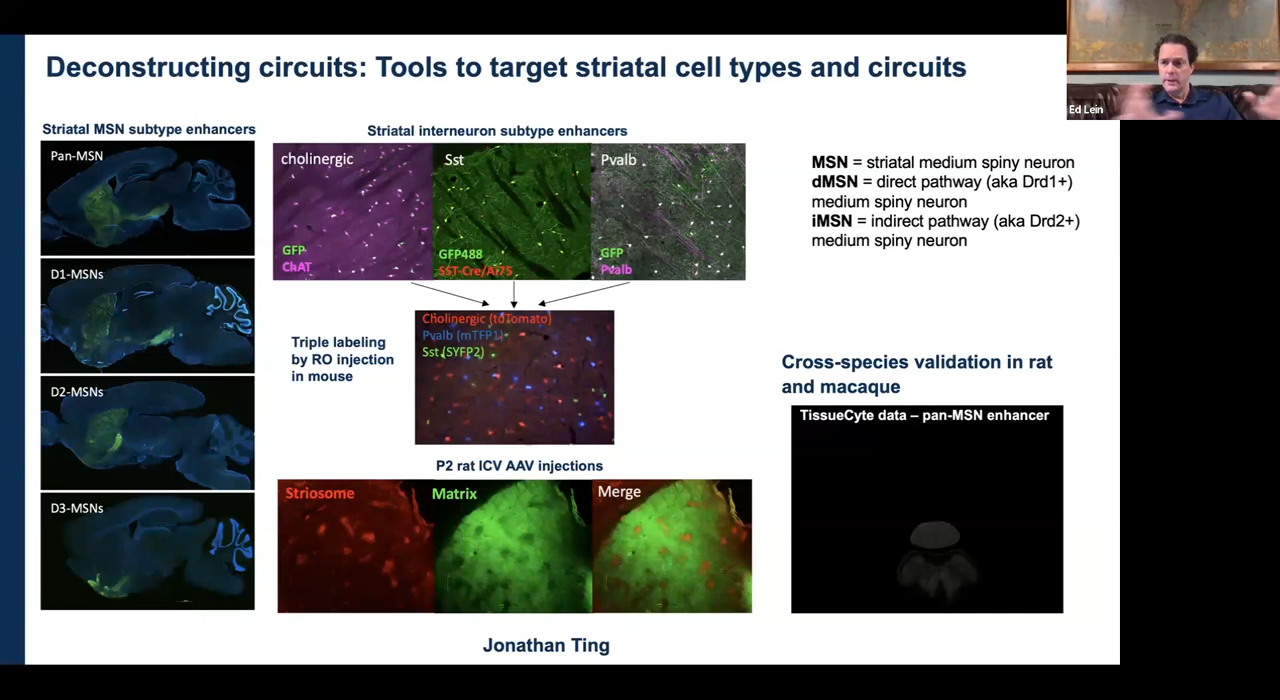 Deconstructing circuits: Tools to target striatal cell types and circuits
Ed Lein
Striatal MSN subtype enhancers
Pan-MSN
D1-MSNs
D2-MSNs
D3-MSNs
Striatal interneuron subtype enhancers
cholinergic
GFP
ChAT
Sst
GFP488
SST-Cre/Ai75
Pvalb
GFP
Pvalb
Triple labeling
by RO injection
in mouse
Cholinergic (tdTomato)
Pvalb (mTFP1)
Sst (SYFP2)
P2 rat ICV AAV injections
Striosome
Matrix
Merge
MSN = striatal medium spiny neuron
dMSN = direct pathway (aka Drd1+)
medium spiny neuron
iMSN = indirect pathway (aka Drd2+)
medium spiny neuron
Cross-species validation in rat
and macaque
TissueCyte data – pan-MSN enhancer
Jonathan Ting